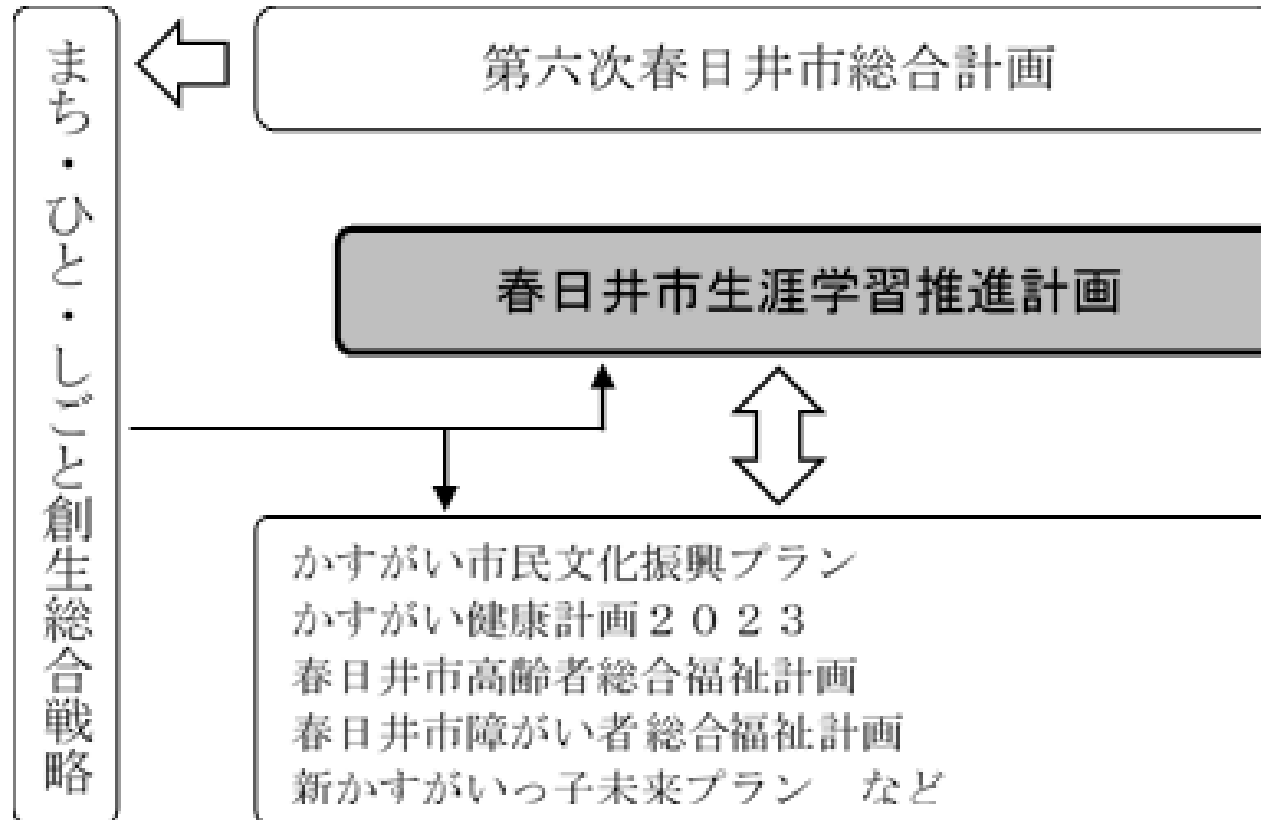 まち・ひと・しごと創生総合戦略
第六次春日井市総合計画
春日井市生涯学習推進計画
かすがい市民文化振興プラン
かすがい健康計画２０２３
春日井市高齢者総合福祉計画
春日井市障がい者総合福祉計画
新かすがいっ子未来プラン　など